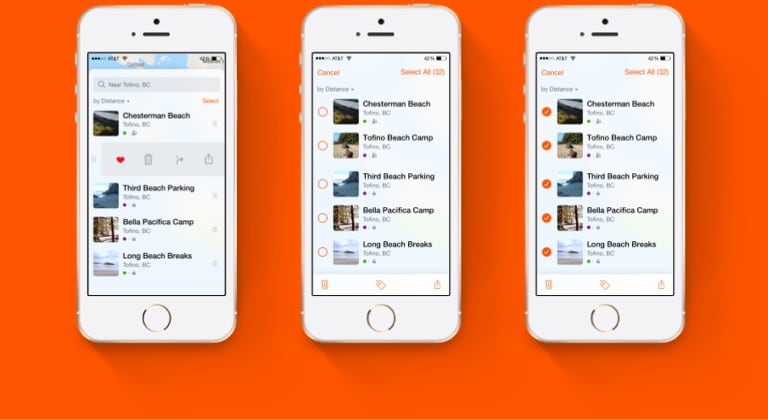 AT&T 42%
Near Tofino, BC
by Distance Select
Chesterman Beach
Tofino, BC
Third Beach Parking
Tofino, BC
Bella Pacifica Camp
Tofino, BC
Long Beach Breaks
Tofino, BC
AT&T 42%
Cancel Select All (32)
by Distance
Chesterman Beach
Tofino, BC
Tofino Beach Camp
Tofino, BC
Third Beach Parking
Tofino, BC
Bella Pacifica Camp
Tofino, BC
Long Beach Breaks
Tofino, BC
AT&T 42%
Cancel Select All (32)
by Distance
Chesterman Beach
Tofino, BC
Tofino Beach Camp
Tofino, BC
Third Beach Parking
Tofino, BC
Bella Pacifica Camp
Tofino, BC
Long Beach Breaks
Tofino, BC